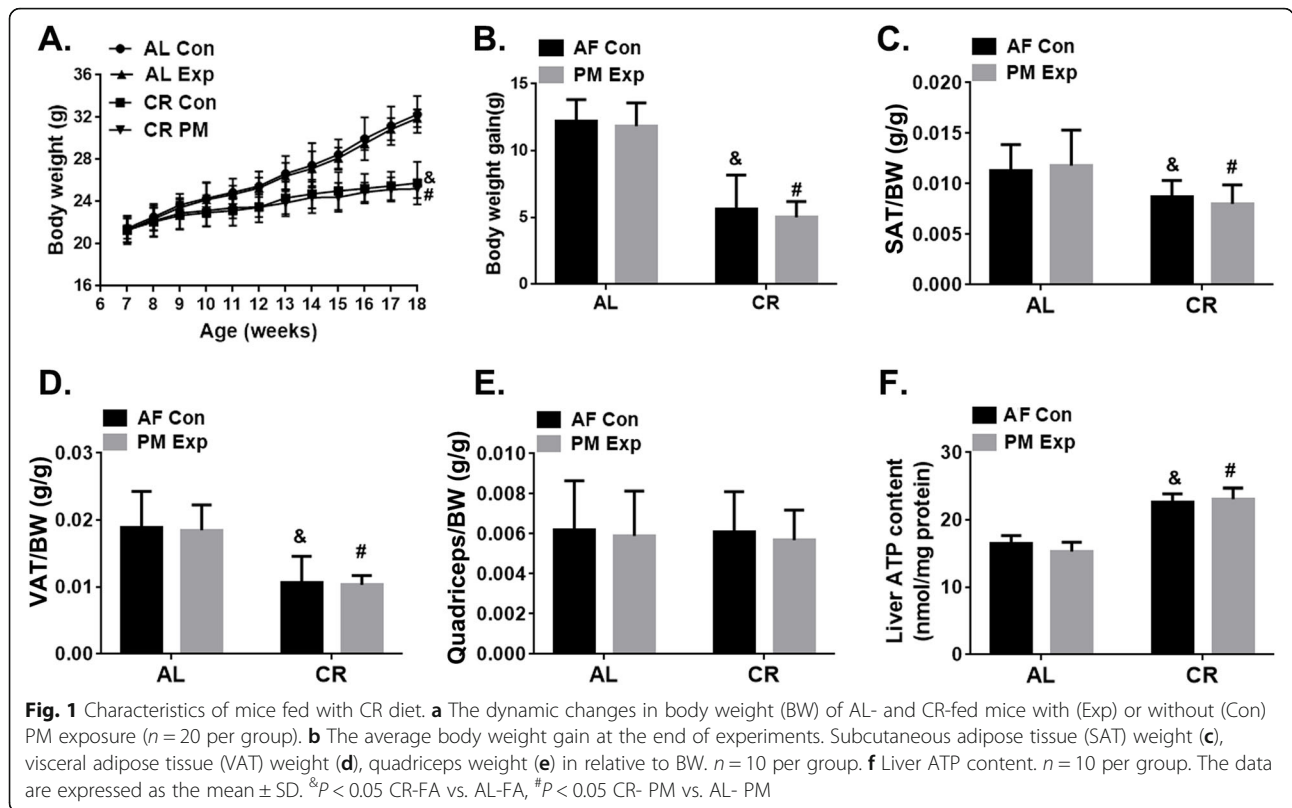 A.
AL Con
AL Exp
CR Con
CR PM
Body weight (g)
36
32
28
24
20
16
&
#
6 7 8 9 10 11 12 13 14 15 16 17 18
Age (weeks)
B.
AF Con
PM Exp
Body weight gain(g)
15
10
5
0
&
#
AL CR
C.
AF Con
PM Exp
SAT/BW (g/g)
0.020
0.015
0.010
0.005
0.000
&
#
AL CR
D.
AF Con
PM Exp
VAT/BW (g/g)
0.03
0.02
0.01
0.00
&
#
AL CR
E.
AF Con
PM Exp
Quadriceps/BW (g/g)
0.010
0.008
0.006
0.004
0.002
0.000
AL CR
F.
AF Con
PM Exp
Liver ATP content
(nmol/mg protein)
30
20
10
0
&
#
AL CR
Fig. 1 Characteristics of mice fed with CR diet. a The dynamic changes in body weight (BW) of AL- and CR-fed mice with (Exp) or without (Con)
PM exposure (n = 20 per group). b The average body weight gain at the end of experiments. Subcutaneous adipose tissue (SAT) weight (c),
visceral adipose tissue (VAT) weight (d), quadriceps weight (e) in relative to BW. n = 10 per group. f Liver ATP content. n = 10 per group. The data
are expressed as the mean ± SD. &P < 0.05 CR-FA vs. AL-FA, #P < 0.05 CR- PM vs. AL- PM